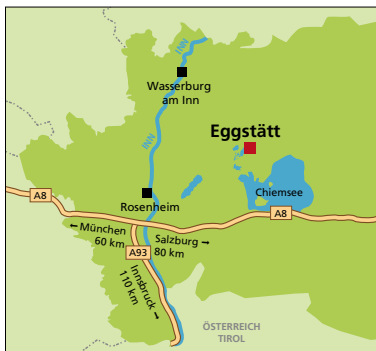 INN
Wasserburg
am Inn
Eggstätt
INN
Chiemsee
A8
Rosenheim
A8
← München
60 km
Salzburg →
80 km
A93
Innsbruck →
110 km
ÖSTERREICH
TIROL